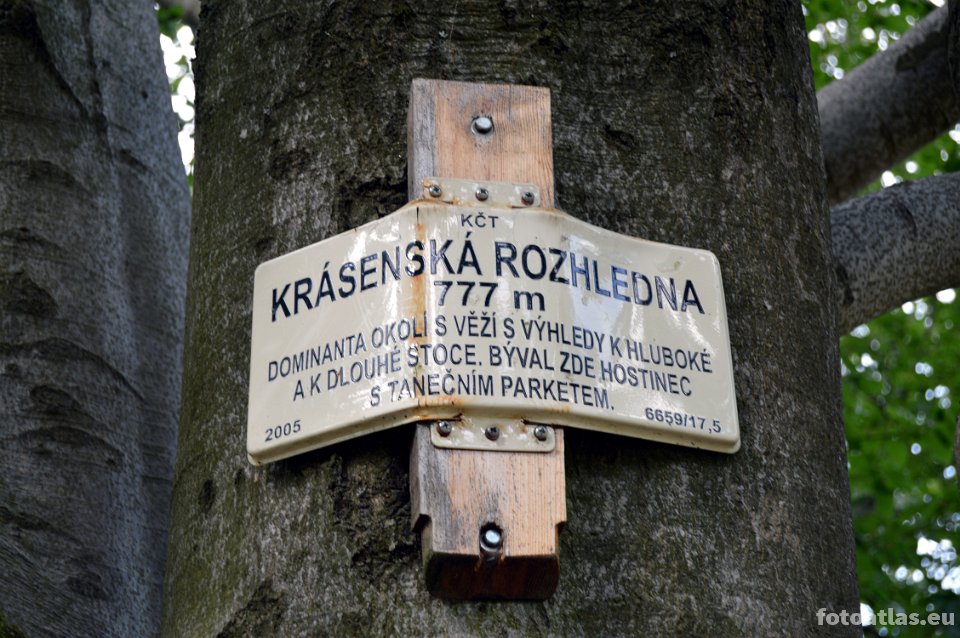 KČT
KRÁSENSKÁ ROZHLEDNA
777 m
DOMINANTA OKOLÍ S VĚŽÍ S VÝHLEDY K HLUBOKÉ
A K DLOUHÉ STOCE. BÝVAL ZDE HOSTINEC
S TANEČNÍM PARKETEM.
2005 6659/17,5
fotoatlas.eu